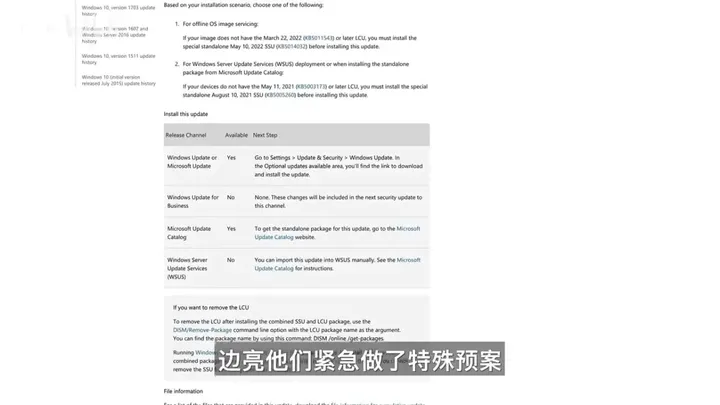 Windows 10, version 1703 update
history
Windows 10, version 1607 and
Windows Server 2016 update
history
Windows 10, version 1511 update
history
Windows 10 (initial version
released July 2015) update history
Based on your installation scenario, choose one of the following:
1. For offline OS image servicing:
If your image does not have the March 22, 2022 (KB5011543) or later LCU, you must install the
special standalone May 10, 2022 SSU (KB5014032) before installing this update.
2. For Windows Server Update Services (WSUS) deployment or when installing the standalone
package from Microsoft Update Catalog:
If your devices do not have the May 11, 2021 (KB5003173) or later LCU, you must install the special
standalone August 10, 2021 SSU (KB5005260) before installing this update.
Install this update
Release Channel Available Next Step
Windows Update or
Microsoft Update
Yes
Go to Settings > Update & Security > Windows Update. In
the Optional updates available area, you'll find the link to download
and install the update.
Windows Update for
Business
No
None. These changes will be included in the next security update to
this channel.
Microsoft Update
Catalog
Yes
To get the standalone package for this update, go to the Microsoft
Update Catalog website.
Windows Server
Update Services
(WSUS)
No
You can import this update into WSUS manually. See the Microsoft
Update Catalog for instructions.
If you want to remove the LCU
To remove the LCU after installing the combined SSU and LCU package, use the
DISM/Remove-Package command line option with the LCU package name as the argument.
You can find the package name by using this command: DISM /online /get-packages.
Running Windows
combined package
remove the SSU
边亮他们紧急做了特殊预案
File information